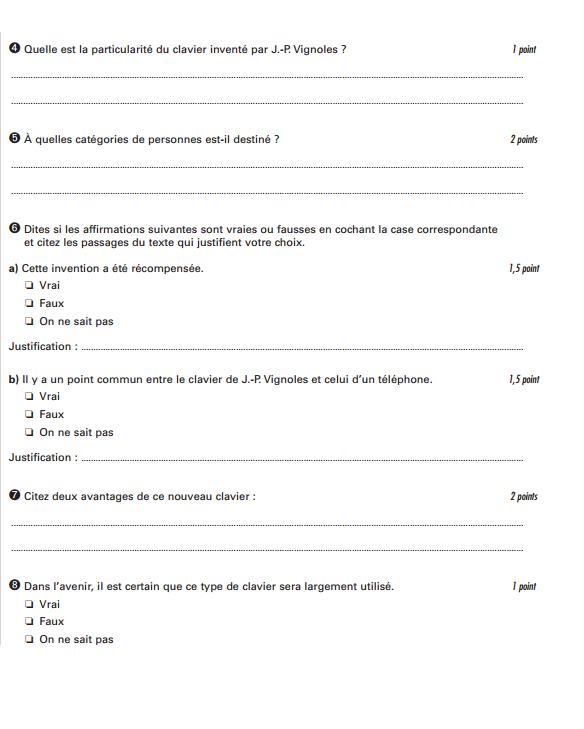 ❹ Quelle est la particularité du clavier inventé par J.-P. Vignoles ? 1 point
❺ À quelles catégories de personnes est-il destiné ? 2 points
❻ Dites si les affirmations suivantes sont vraies ou fausses en cochant la case correspondante
et citez les passages du texte qui justifient votre choix.
a) Cette invention a été récompensée. 1,5 point
❏ Vrai
❏ Faux
❏ On ne sait pas
Justification :
b) Il y a un point commun entre le clavier de J.-P. Vignoles et celui d’un téléphone. 1,5 point
❏ Vrai
❏ Faux
❏ On ne sait pas
Justification :
❼ Citez deux avantages de ce nouveau clavier : 2 points
❽ Dans l’avenir, il est certain que ce type de clavier sera largement utilisé. 1 point
❏ Vrai
❏ Faux
❏ On ne sait pas